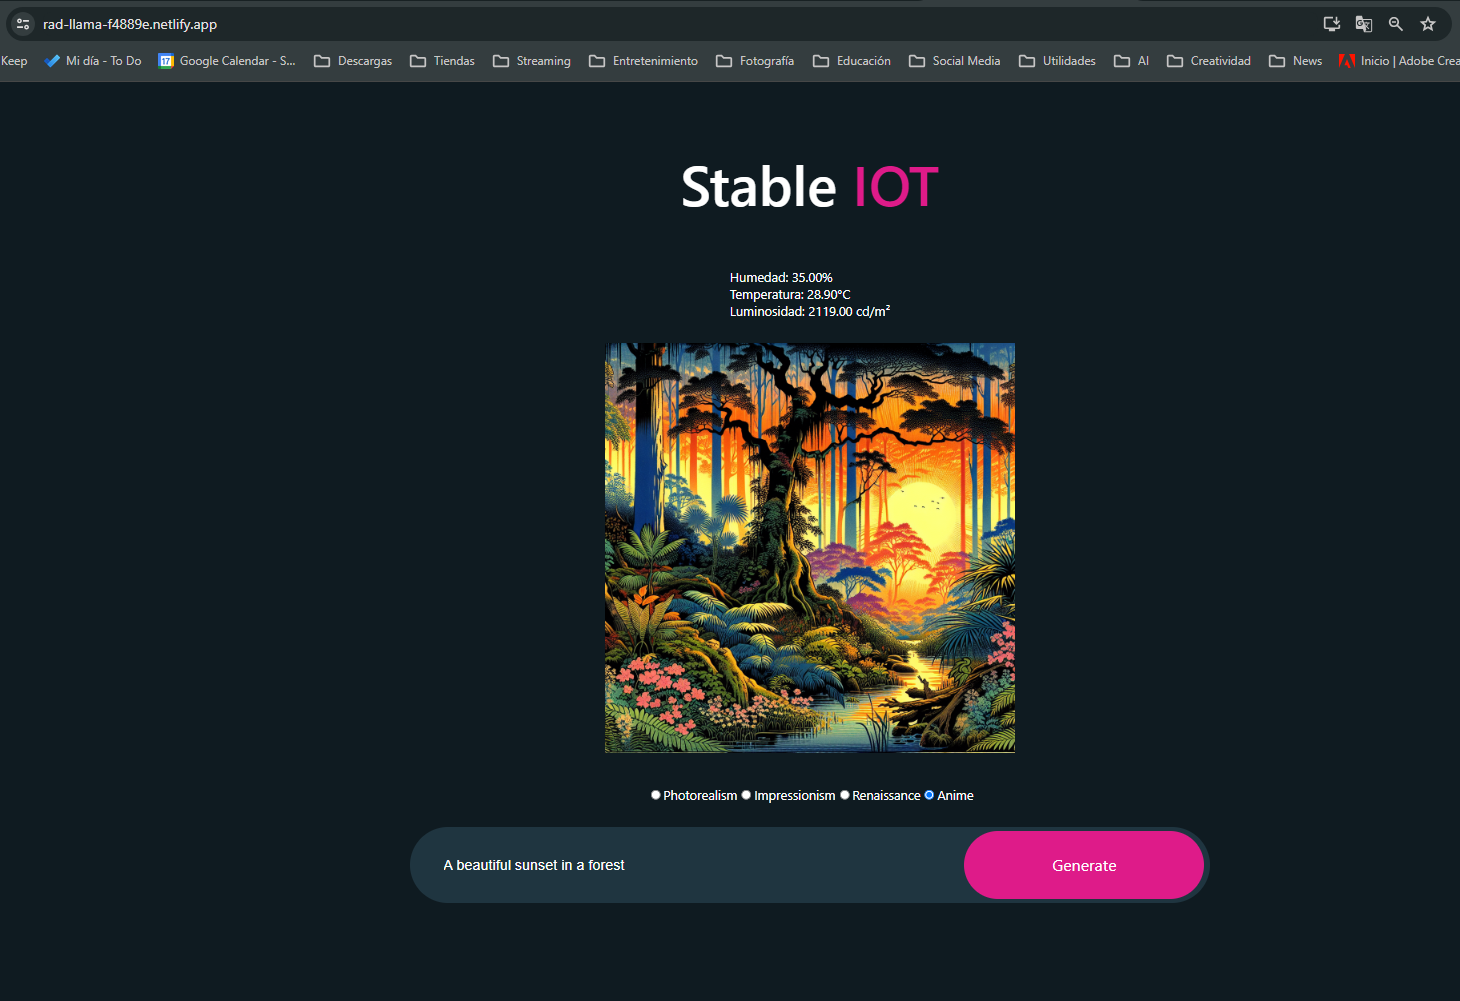 rad-llama-f4889e.netlify.app
Keep Mi día - To Do 17 Google Calendar - S... Descargas Tiendas Streaming Entretenimiento Fotografía Educación Social Media Utilidades AI Creatividad News Inicio | Adobe Crea
Stable IOT
Humedad: 35.00%
Temperatura: 28.90°C
Luminosidad: 2119.00 cd/m²
Photorealism Impressionism Renaissance Anime
A beautiful sunset in a forest Generate